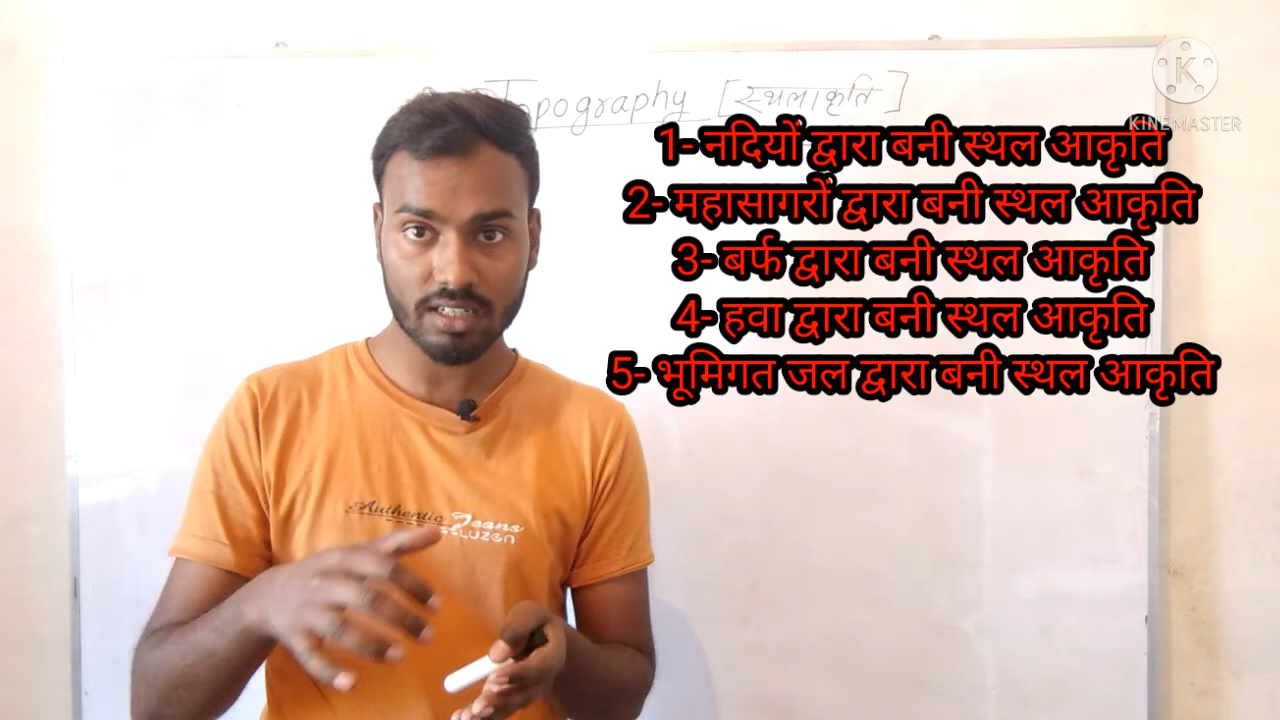 Topography [स्थलाकृति]
K
KINEMASTER
1- नदियों द्वारा बनी स्थल आकृति
2- महासागरों द्वारा बनी स्थल आकृति
3- बर्फ द्वारा बनी स्थल आकृति
4- हवा द्वारा बनी स्थल आकृति
5- भूमिगत जल द्वारा बनी स्थल आकृति
Authentic Jeans
LUZEN